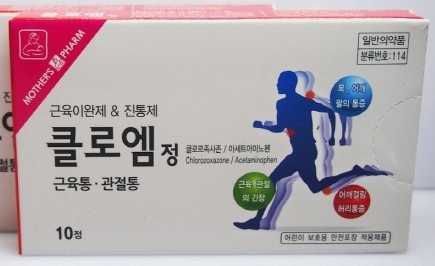 MOTHER'S PHARM
일반의약품
분류번호:114
근육이완제 & 진통제
클로엠정
클로르족사존 / 아세트아미노펜
Chlorozoxazone / Acetaminophen
근육통·관절통
10정
목·어깨
팔의 통증
근육/관절
의 긴장
어깨결림
허리통증
어린이 보호용 안전포장 적용제품